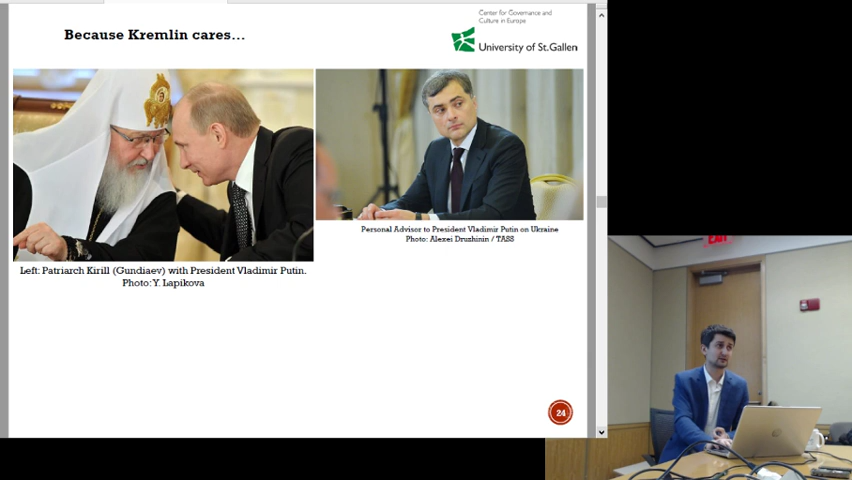 Because Kremlin cares...
Center for Governance and
Culture in Europe
University of St.Gallen
Personal Advisor to President Vladimir Putin on Ukraine
Photo: Alexei Druzhinin / TASS
Left: Patriarch Kirill (Gundiaev) with President Vladimir Putin.
Photo: Y. Lapikova
24
EXIT